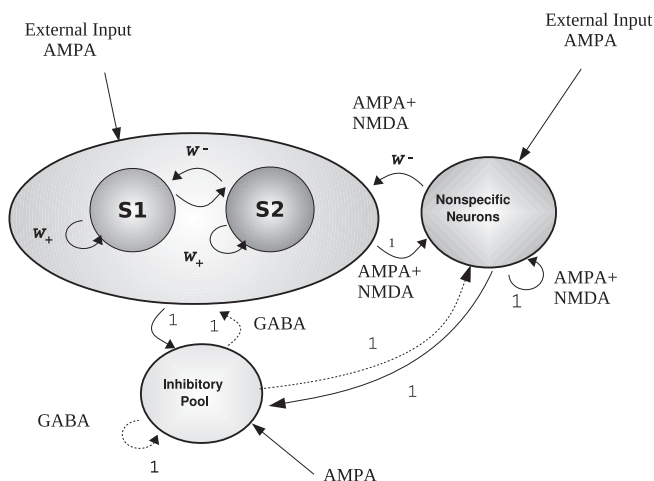 External Input
AMPA
External Input
AMPA
AMPA+
NMDA
w-
w-
S1
S2
w+
w+
Nonspecific
Neurons
1
AMPA+
NMDA
AMPA+
NMDA
1
1
1
GABA
1
1
Inhibitory
Pool
GABA
1
AMPA